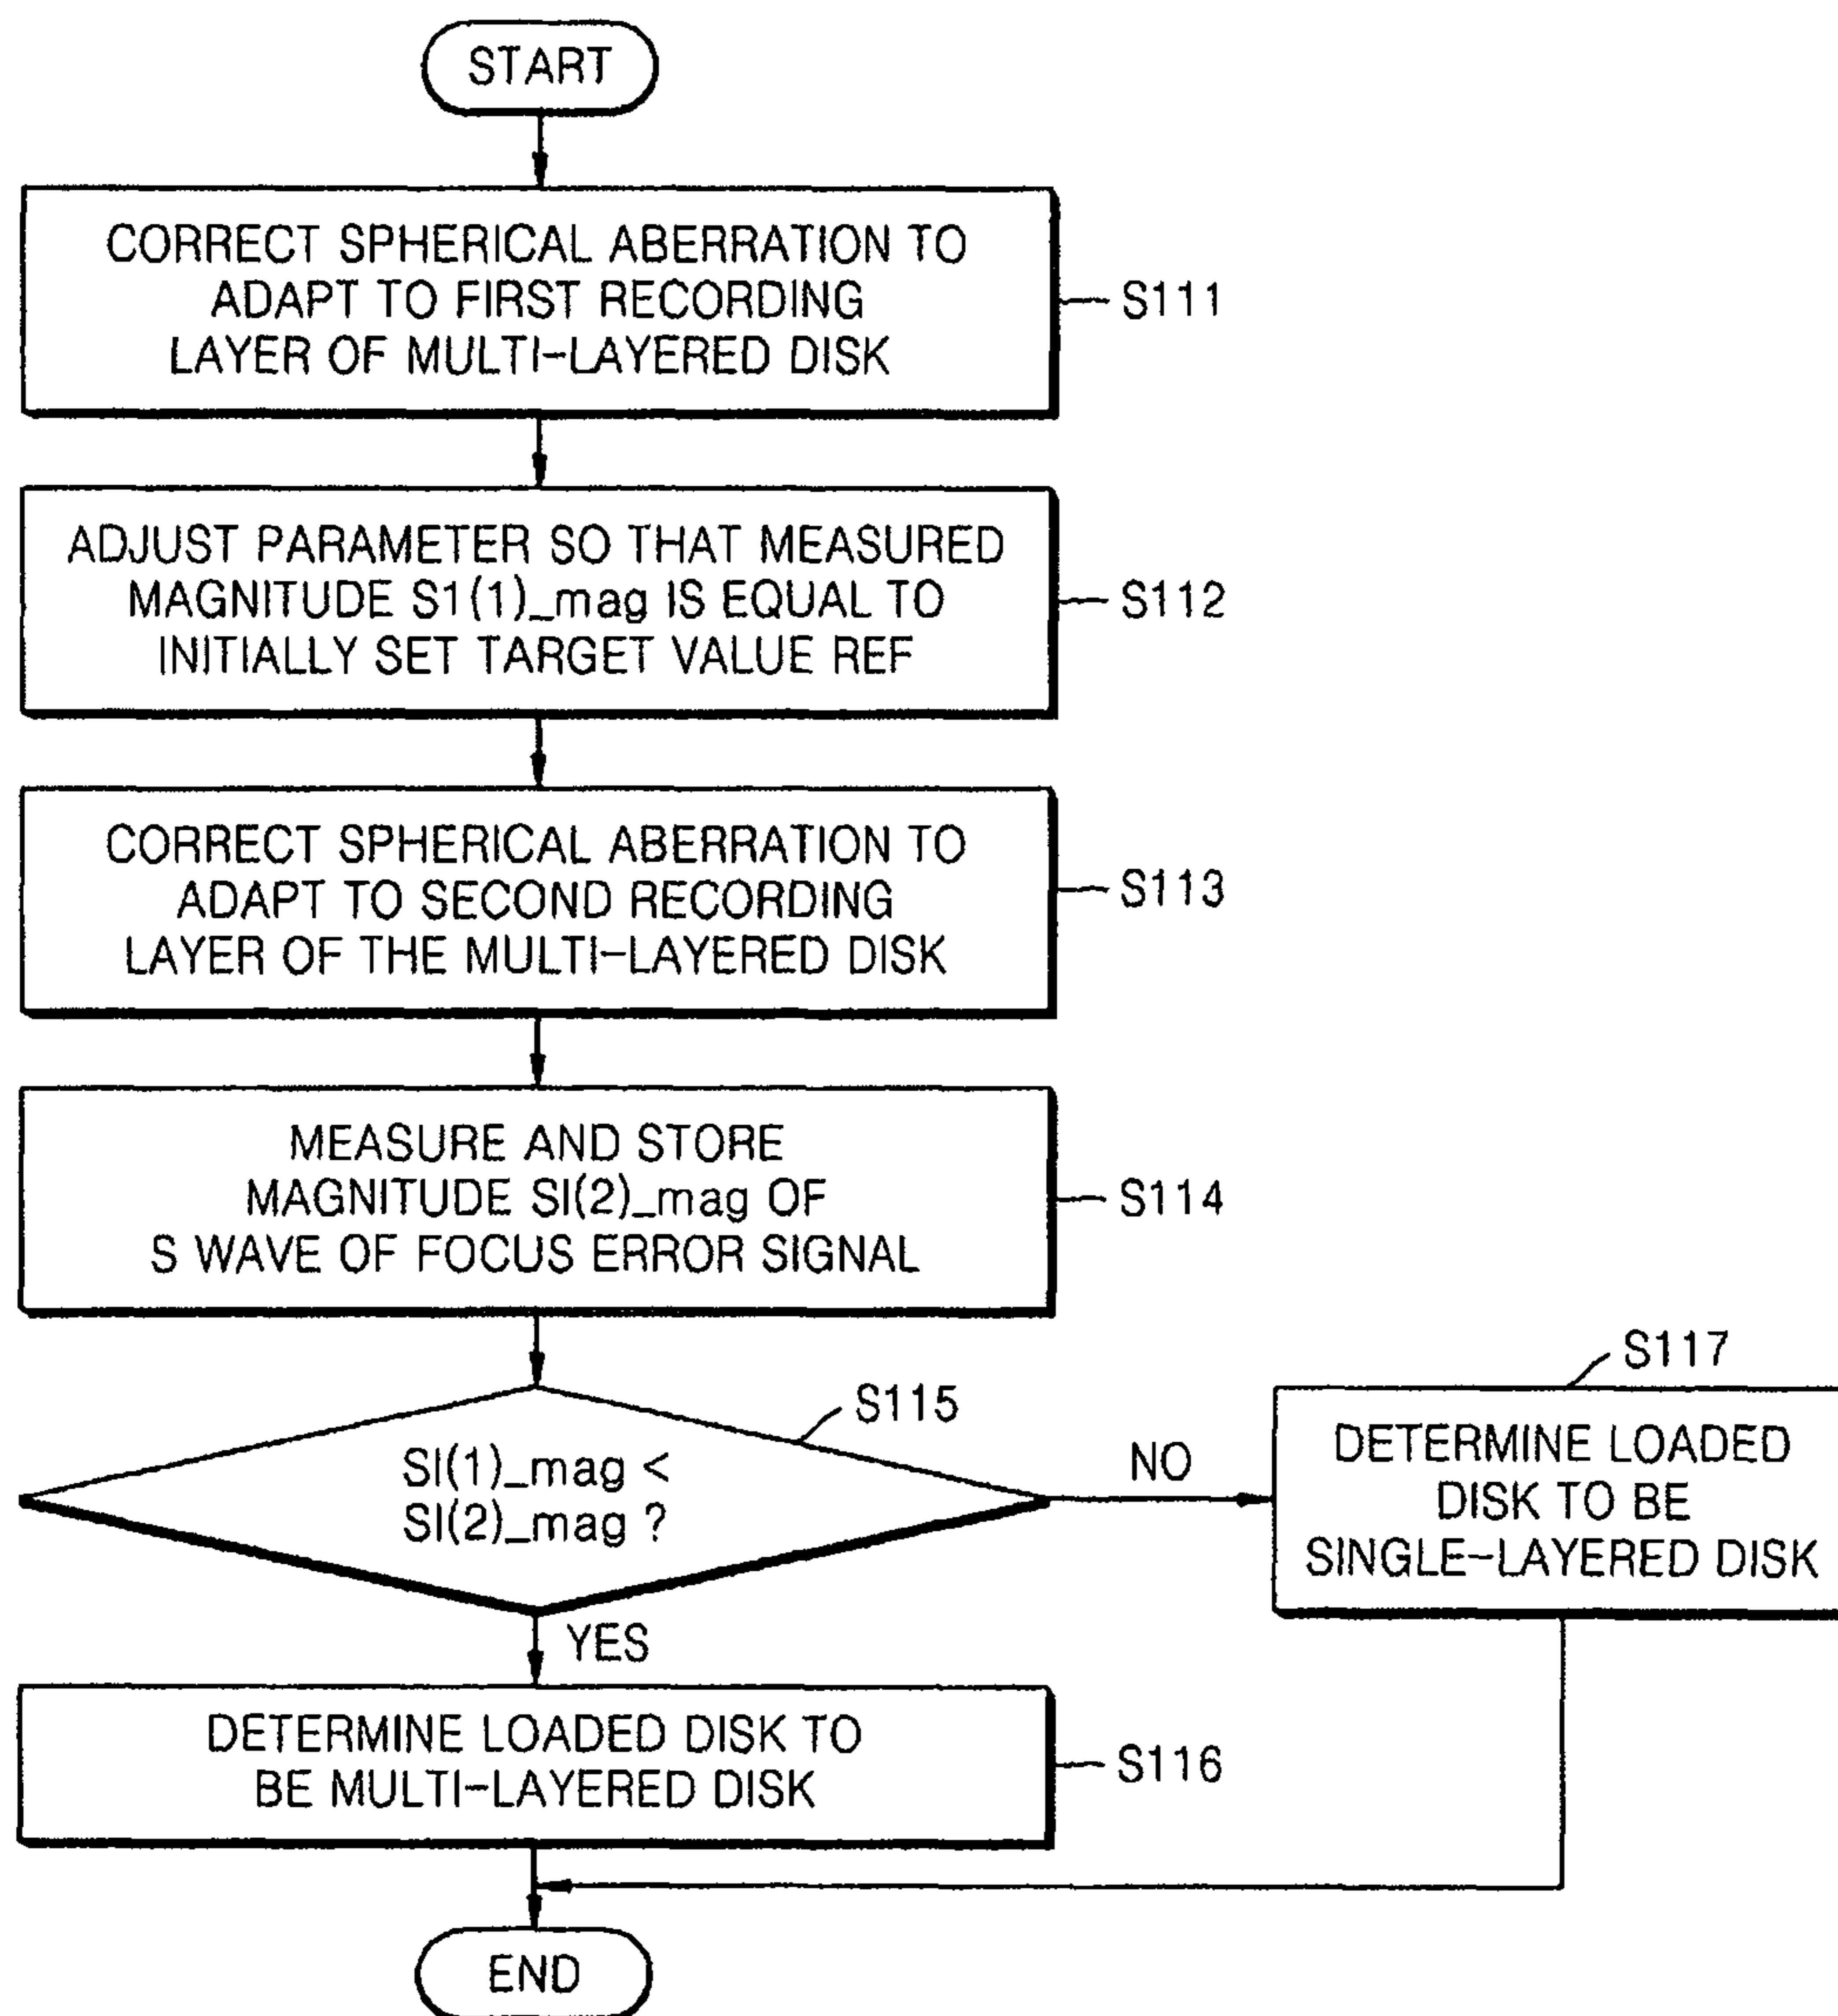 START
CORRECT SPHERICAL ABERRATION TO
ADAPT TO FIRST RECORDING
LAYER OF MULTI-LAYERED DISK
S111
ADJUST PARAMETER SO THAT MEASURED
MAGNITUDE S1(1)_mag IS EQUAL TO
INITIALLY SET TARGET VALUE REF
S112
CORRECT SPHERICAL ABERRATION TO
ADAPT TO SECOND RECORDING
LAYER OF THE MULTI-LAYERED DISK
S113
MEASURE AND STORE
MAGNITUDE SI(2)_mag OF
S WAVE OF FOCUS ERROR SIGNAL
S114
SI(1)_mag <
SI(2)_mag ?
S115
NO
S117
DETERMINE LOADED
DISK TO BE
SINGLE-LAYERED DISK
YES
DETERMINE LOADED DISK TO
BE MULTI-LAYERED DISK
S116
END